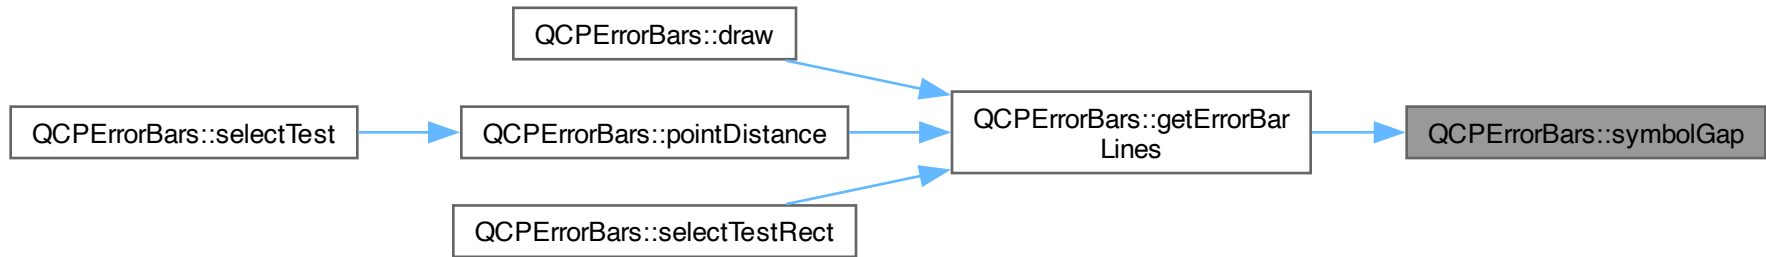 QCPErrorBars::draw
QCPErrorBars::selectTest
QCPErrorBars::pointDistance
QCPErrorBars::getErrorBar
Lines
QCPErrorBars::symbolGap
QCPErrorBars::selectTestRect